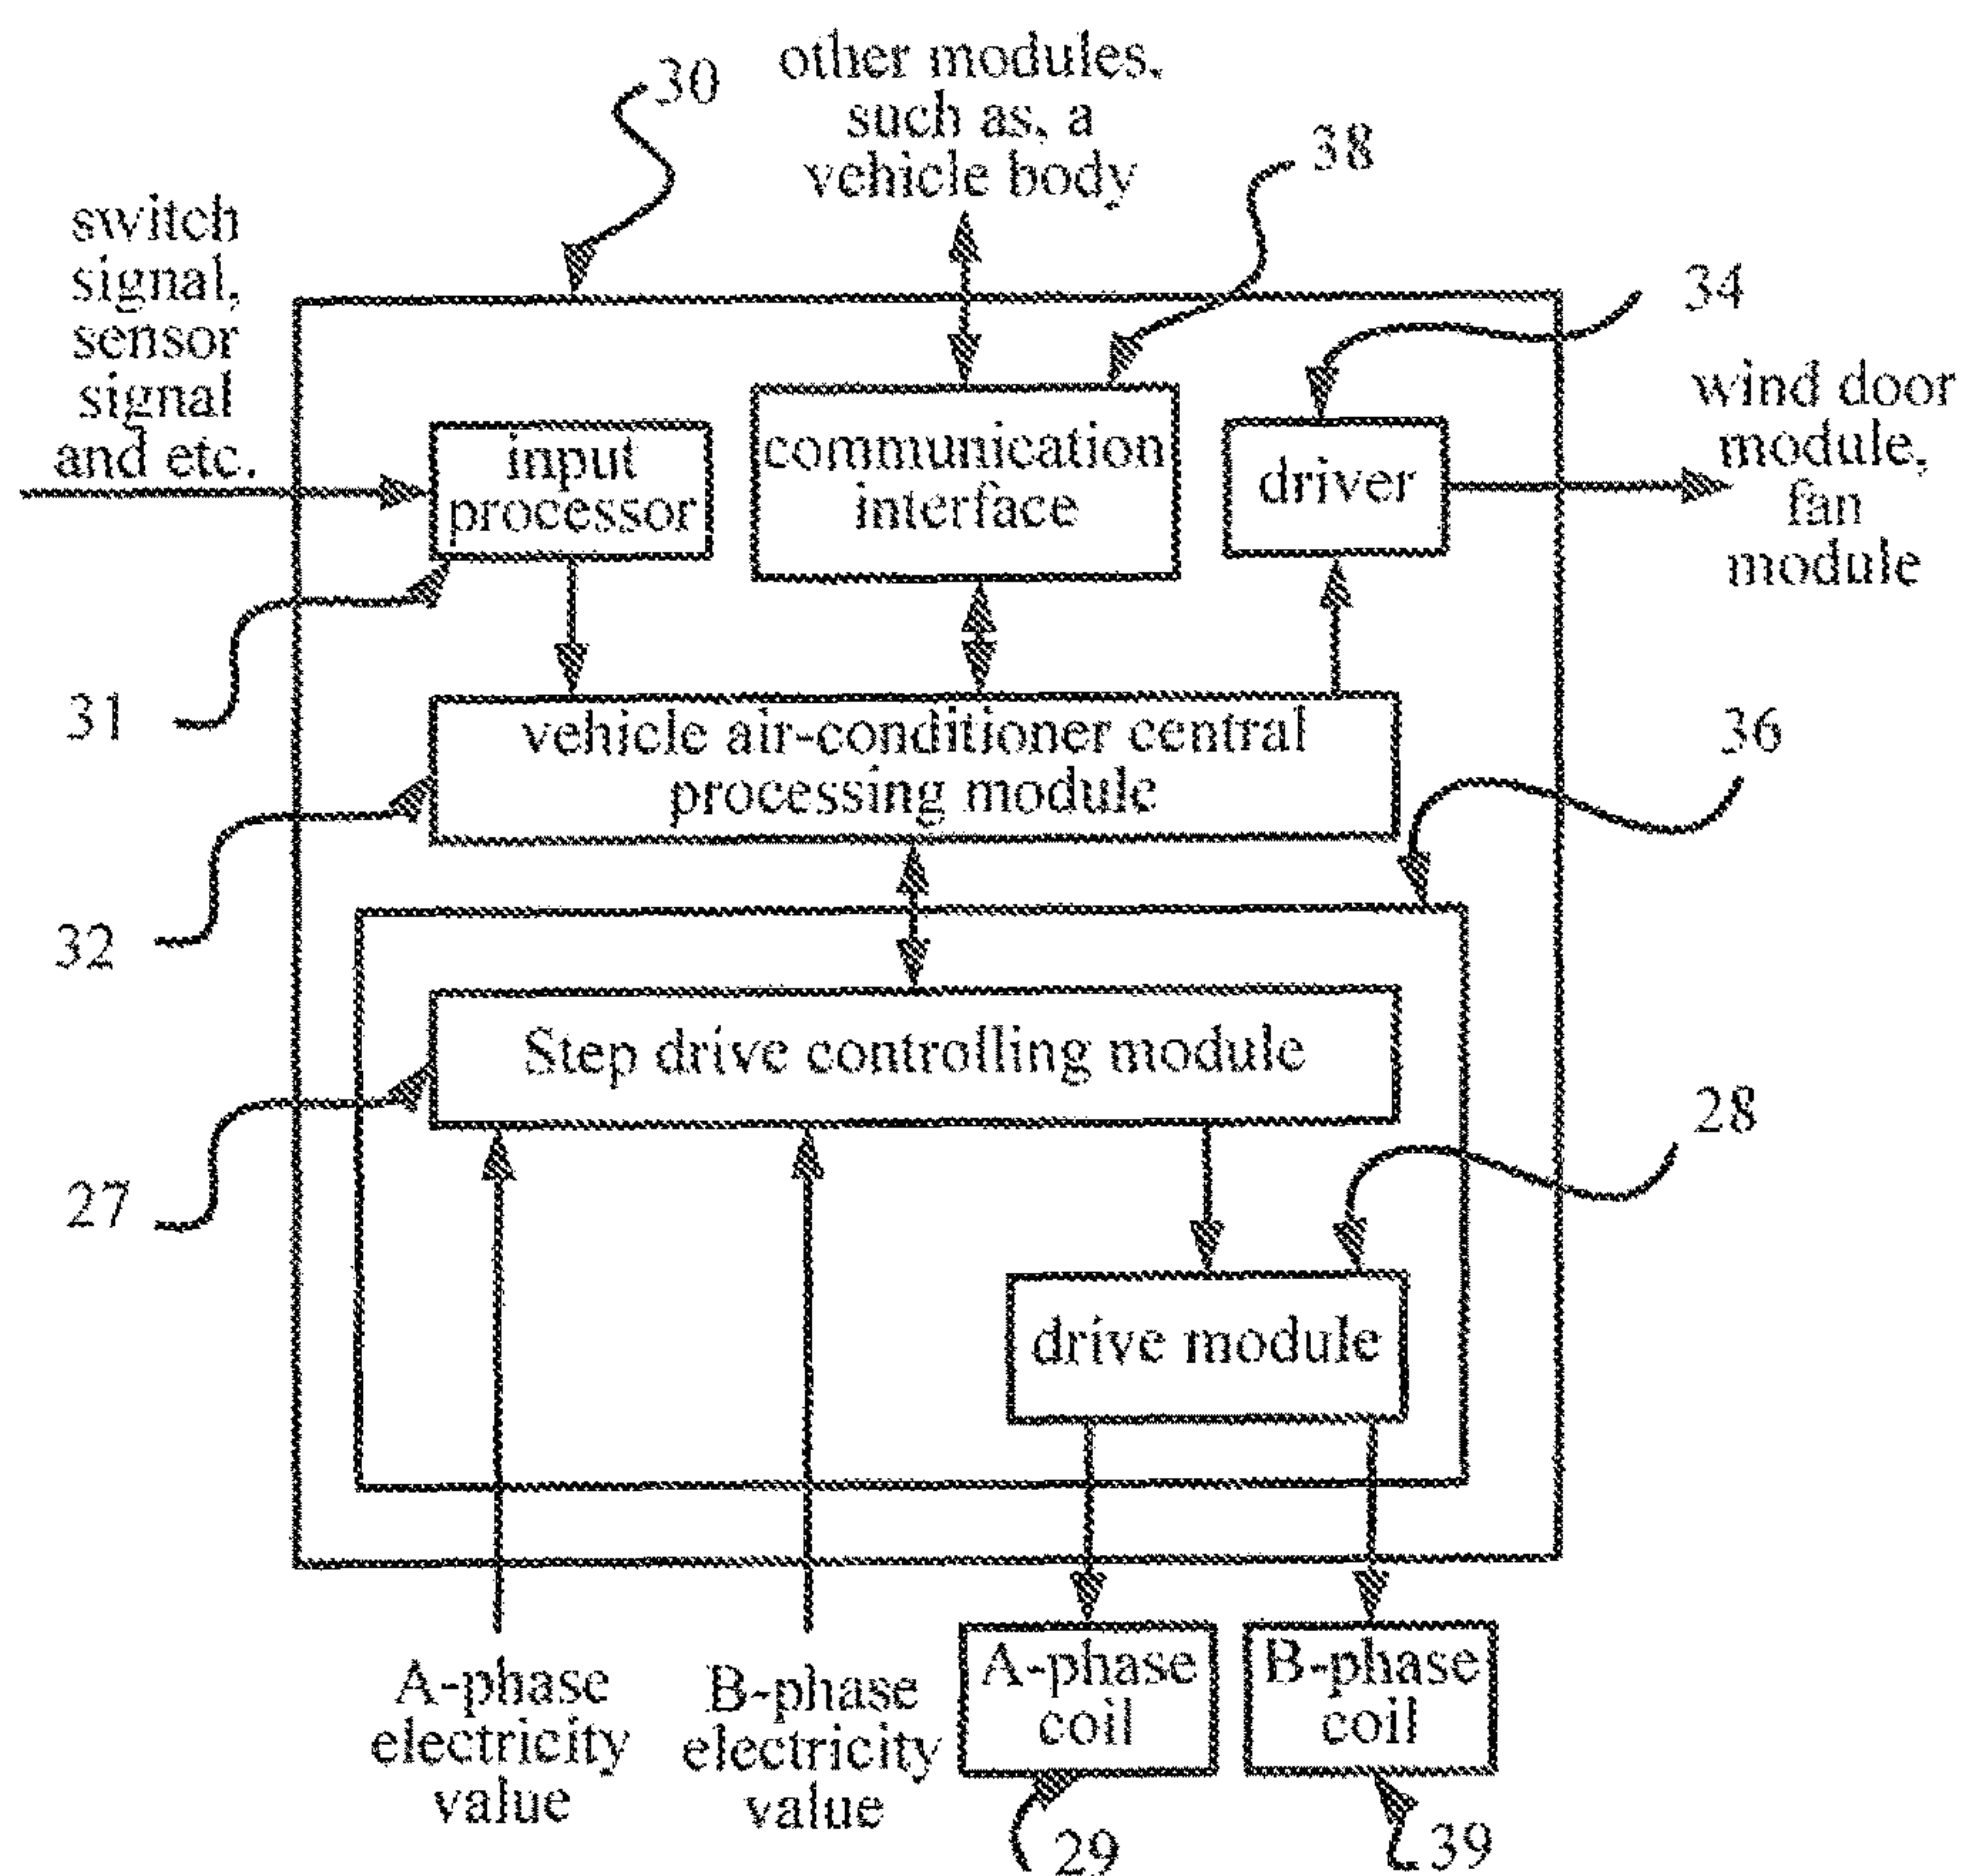 30
other modules,
such as, a
vehicle body
38
switch
signal,
sensor
signal
and etc.
34
wind door
module,
fan
module
input
processor
communication
interface
driver
31
vehicle air-conditioner central
processing module
36
32
Step drive controlling module
28
27
drive module
A-phase
electricity
value
B-phase
electricity
value
A-phase
coil
B-phase
coil
29
39